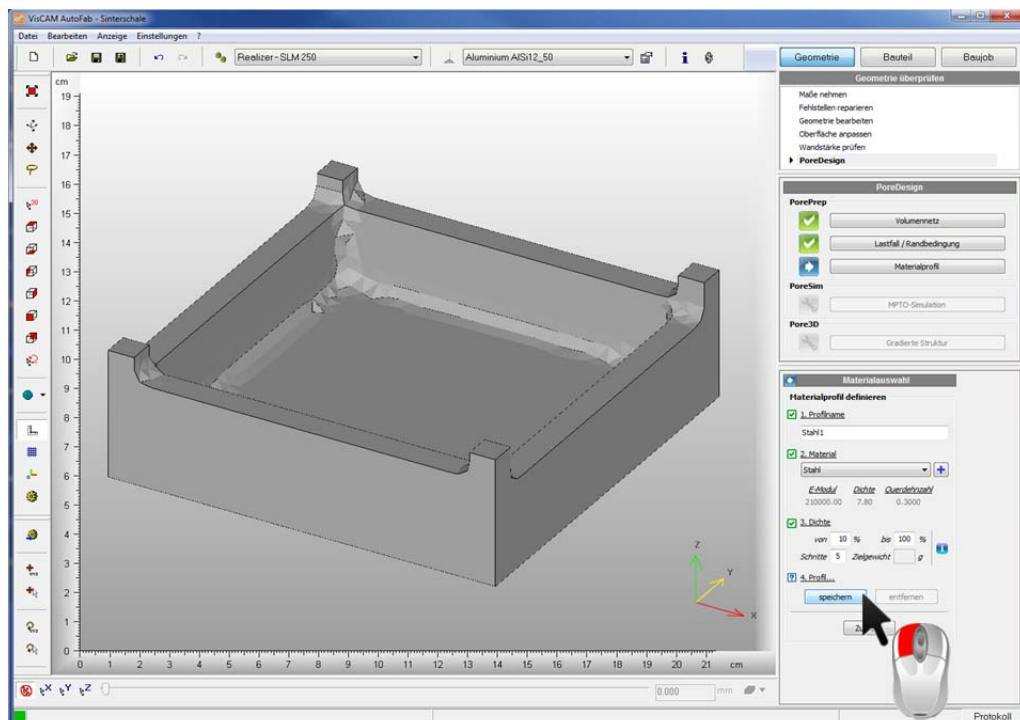 VisCAM AutoFab - Sinterschale
Datei Bearbeiten Anzeige Einstellungen ?
Realizer - SLM 250
Aluminium AlSi12_50
Geometrie Bauteil Baujob
Geometrie überprüfen
Maße nehmen
Fehlstellen reparieren
Geometrie bearbeiten
Oberfläche anpassen
Wandstärke prüfen
PoreDesign
PoreDesign
PorePrep
Volumennetz
Lastfall / Randbedingung
Materialprofil
PoreSim
MPTO-Simulation
Pore3D
Gradierte Struktur
Materialauswahl
Materialprofil definieren
1. Profilname
Stahl1
2. Material
Stahl
E-Modul Dichte Querdehnzahl
210000.00 7.80 0.3000
3. Dichte
von 10 % bis 100 %
Schritte 5 Zielgewicht g
4. Profil...
speichern entfernen
cm
19
18
17
16
15
14
13
12
11
10
9
8
7
6
5
4
3
2
1
0
0 1 2 3 4 5 6 7 8 9 10 11 12 13 14 15 16 17 18 19 20 21 cm
Z
Y
X
X Y Z
0.000 mm
Protokoll